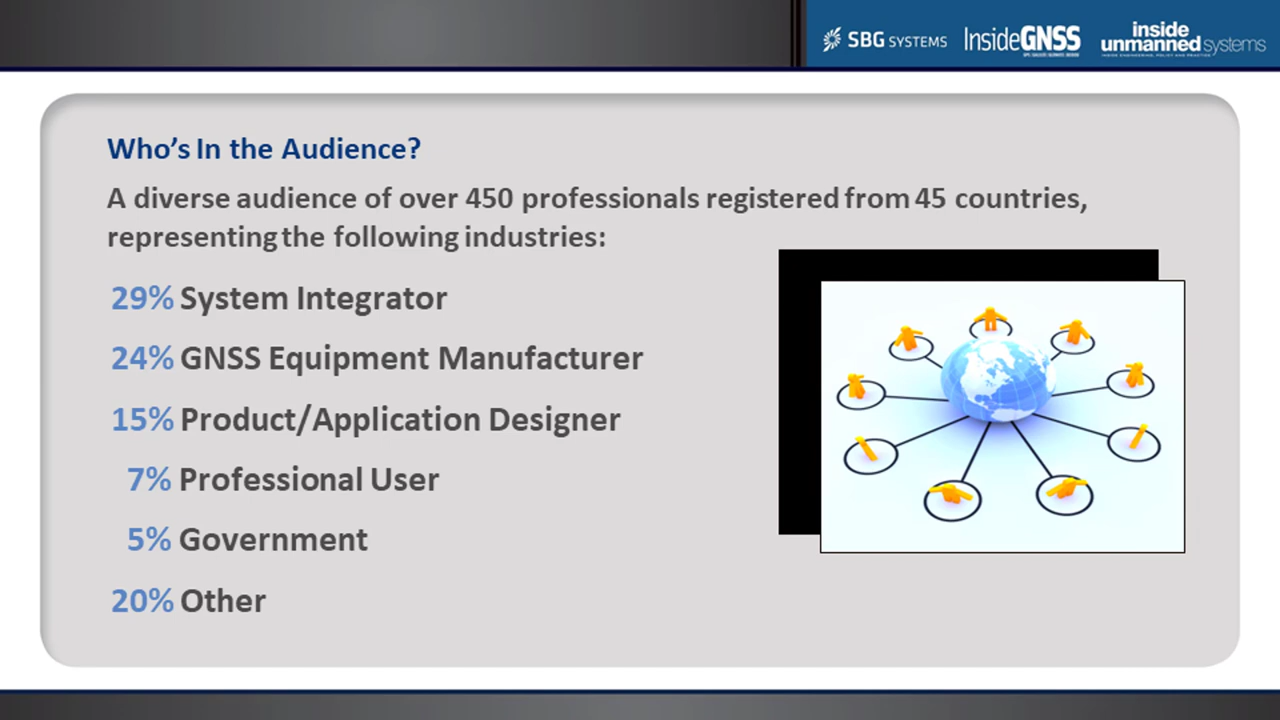 SBG SYSTEMS InsideGNSS inside unmanned systems
Who's In the Audience?
A diverse audience of over 450 professionals registered from 45 countries,
representing the following industries:
29% System Integrator
24% GNSS Equipment Manufacturer
15% Product/Application Designer
7% Professional User
5% Government
20% Other